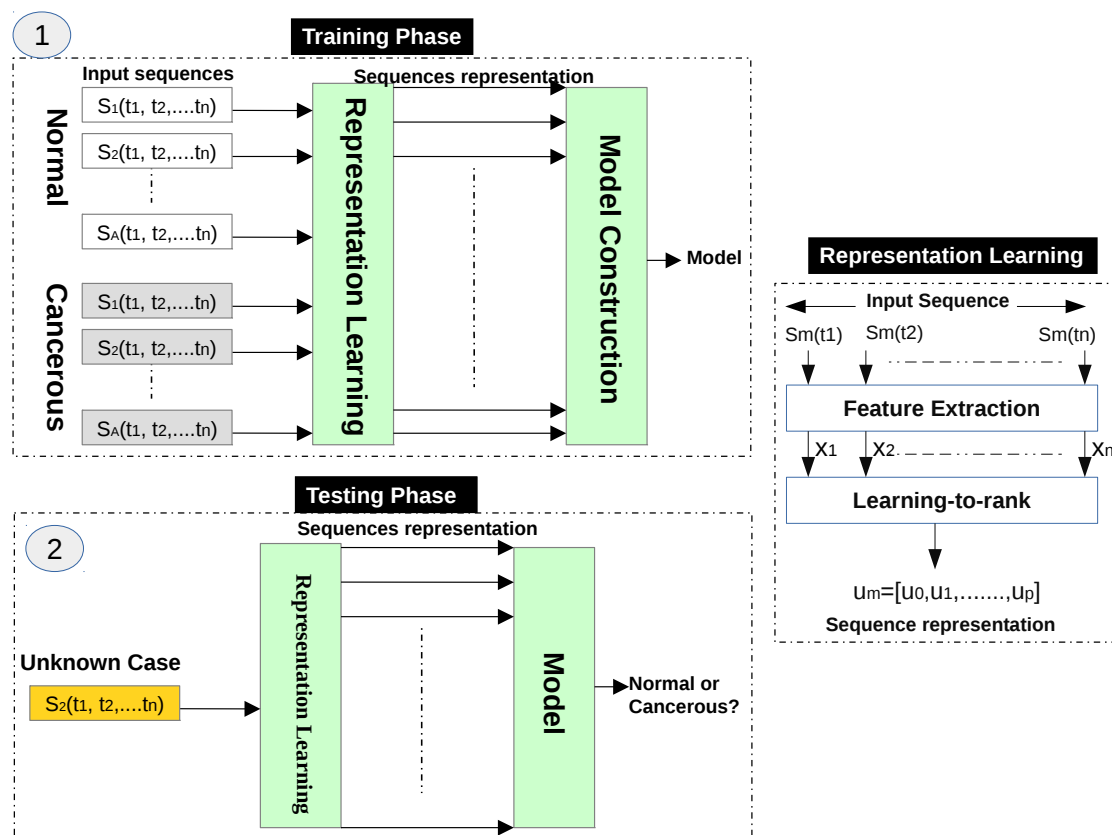 1
Training Phase
Input sequences
Sequences representation
Normal
S1(t1, t2,....tn)
S2(t1, t2,....tn)
SA(t1, t2,....tn)
Cancerous
S1(t1, t2,....tn)
S2(t1, t2,....tn)
SA(t1, t2,....tn)
Representation Learning
Model Construction
Model
2
Testing Phase
Sequences representation
Unknown Case
S2(t1, t2,....tn)
Representation Learning
Model
Normal or
Cancerous?
Representation Learning
Input Sequence
Sm(t1) Sm(t2) Sm(tn)
Feature Extraction
x1 x2 xn
Learning-to-rank
um=[u0,u1,.......,up]
Sequence representation